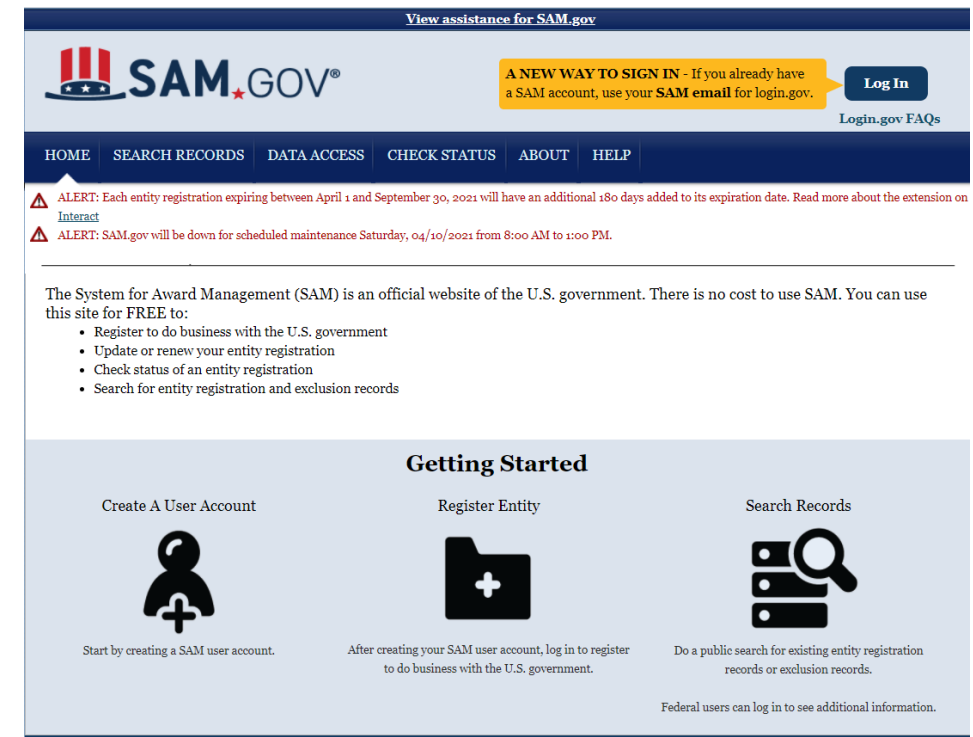 View assistance for SAM.gov
SAM.GOV®
A NEW WAY TO SIGN IN - If you already have
a SAM account, use your SAM email for login.gov.
Log In
Login.gov FAQs
HOME SEARCH RECORDS DATA ACCESS CHECK STATUS ABOUT HELP
ALERT: Each entity registration expiring between April 1 and September 30, 2021 will have an additional 180 days added to its expiration date. Read more about the extension on
Interact
ALERT: SAM.gov will be down for scheduled maintenance Saturday, 04/10/2021 from 8:00 AM to 1:00 PM.
The System for Award Management (SAM) is an official website of the U.S. government. There is no cost to use SAM. You can use
this site for FREE to:
• Register to do business with the U.S. government
• Update or renew your entity registration
• Check status of an entity registration
• Search for entity registration and exclusion records
Getting Started
Create A User Account
Start by creating a SAM user account.
Register Entity
After creating your SAM user account, log in to register
to do business with the U.S. government.
Search Records
Do a public search for existing entity registration
records or exclusion records.
Federal users can log in to see additional information.